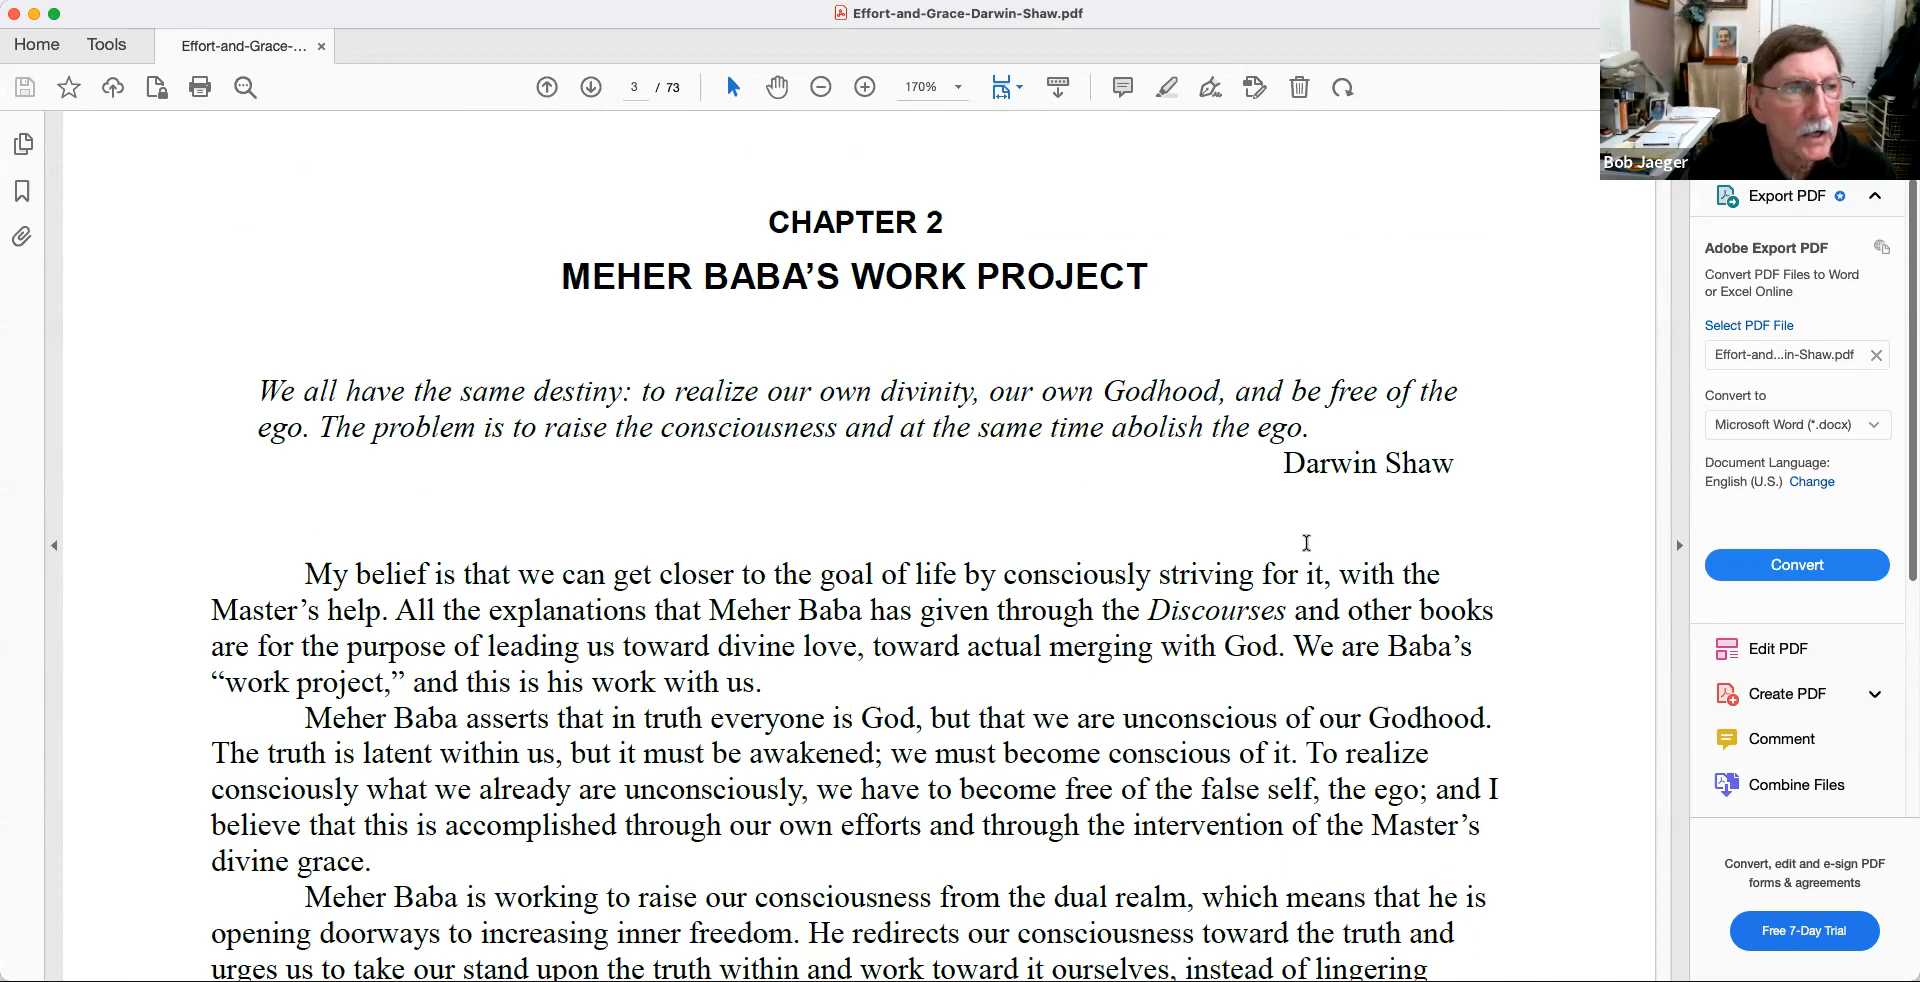 Effort-and-Grace-Darwin-Shaw.pdf
Home Tools Effort-and-Grace-... ×
3 / 73 170%
Bob Jaeger
CHAPTER 2
MEHER BABA’S WORK PROJECT
We all have the same destiny: to realize our own divinity, our own Godhood, and be free of the
ego. The problem is to raise the consciousness and at the same time abolish the ego.
Darwin Shaw
My belief is that we can get closer to the goal of life by consciously striving for it, with the
Master’s help. All the explanations that Meher Baba has given through the Discourses and other books
are for the purpose of leading us toward divine love, toward actual merging with God. We are Baba’s
“work project,” and this is his work with us.
Meher Baba asserts that in truth everyone is God, but that we are unconscious of our Godhood.
The truth is latent within us, but it must be awakened; we must become conscious of it. To realize
consciously what we already are unconsciously, we have to become free of the false self, the ego; and I
believe that this is accomplished through our own efforts and through the intervention of the Master’s
divine grace.
Meher Baba is working to raise our consciousness from the dual realm, which means that he is
opening doorways to increasing inner freedom. He redirects our consciousness toward the truth and
urges us to take our stand upon the truth within and work toward it ourselves, instead of lingering
Export PDF
Adobe Export PDF
Convert PDF Files to Word
or Excel Online
Select PDF File
Effort-and...in-Shaw.pdf
Convert to
Microsoft Word (*.docx)
Document Language:
English (U.S.) Change
Convert
Edit PDF
Create PDF
Comment
Combine Files
Convert, edit and e-sign PDF
forms & agreements
Free 7-Day Trial